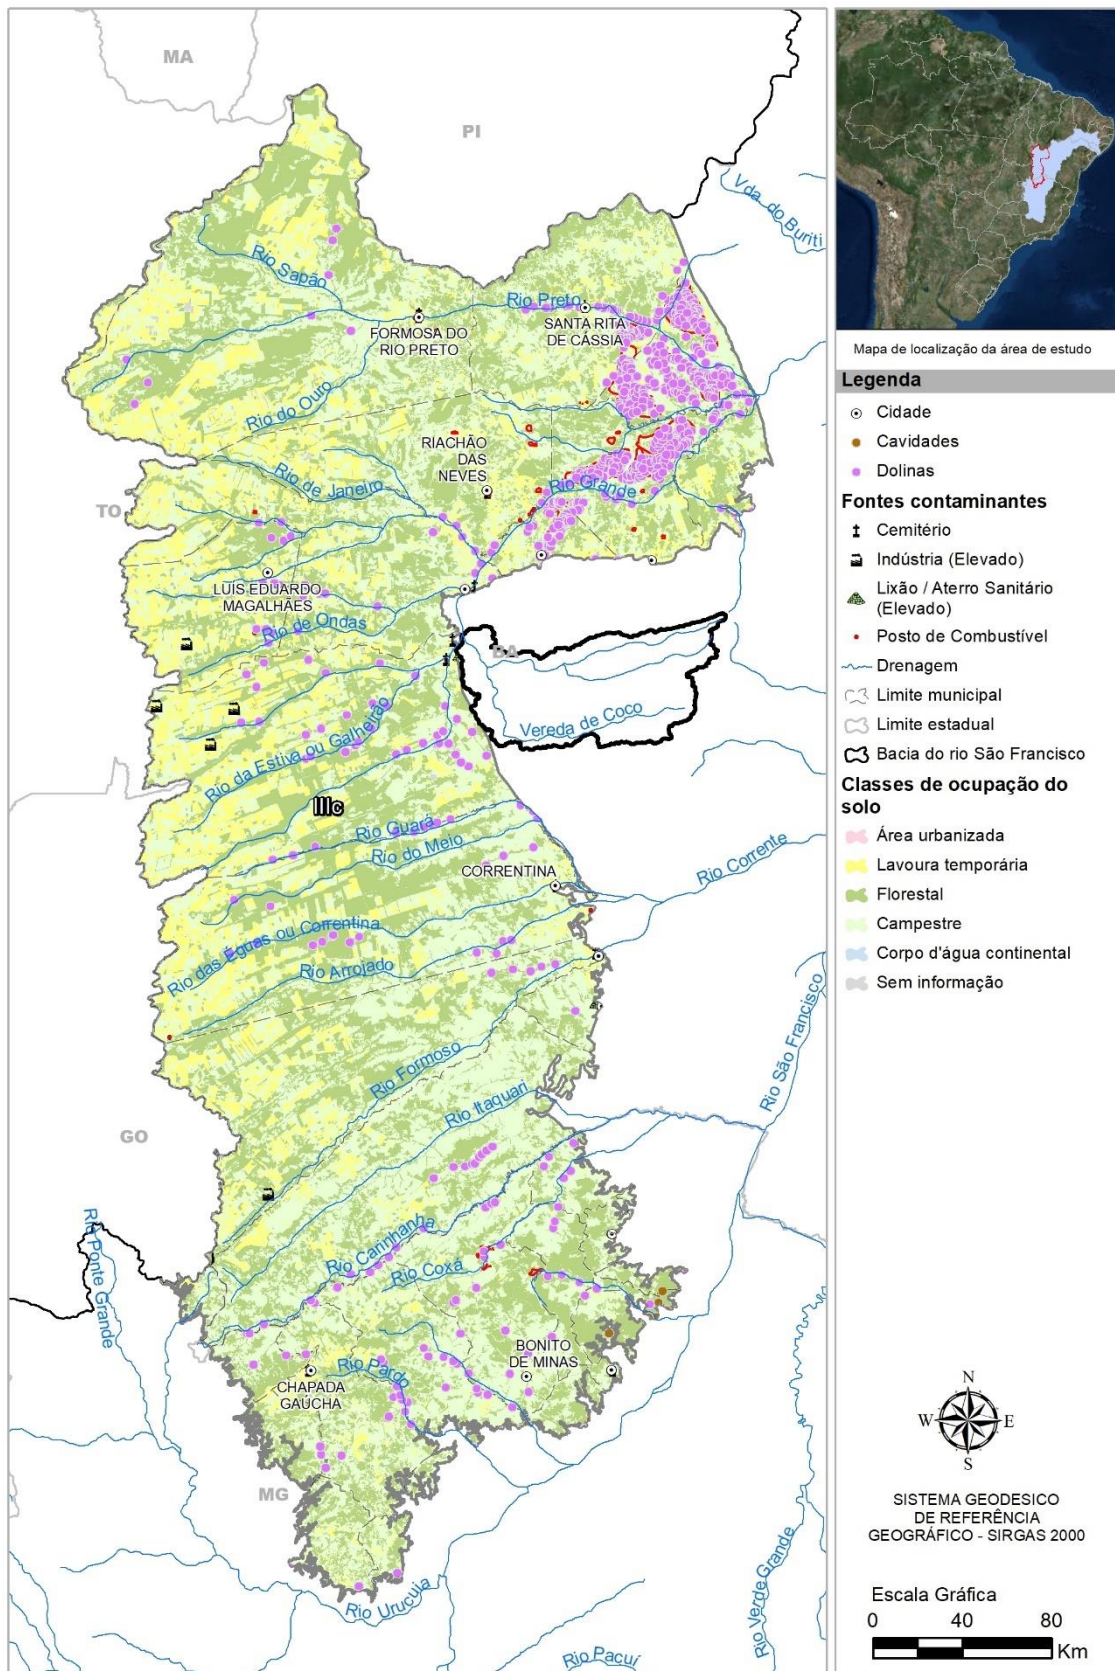 MA
PI
Vda. do Buriti
Rio Sapão
Rio Preto
FORMOSA DO
RIO PRETO
SANTA RITA
DE CÁSSIA
Rio do Ouro
RIACHÃO
DAS
NEVES
Rio de Janeiro
Rio Grande
TO
LUÍS EDUARDO
MAGALHÃES
Rio de Ondas
BA
Vereda de Coco
Rio da Estiva ou Galheirão
IIIc
Rio Guará
Rio do Meio
Rio Corrente
CORRENTINA
Rio das Éguas ou Correntina
Rio Arrojado
Rio São Francisco
Rio Formoso
Rio Itaquari
GO
Rio Ponte Grande
Rio Carinhanha
Rio Coxá
BONITO
DE MINAS
Rio Pardo
CHAPADA
GAÚCHA
MG
Rio Urucuia
Rio Verde Grande
Rio Pacuí
Mapa de localização da área de estudo
Legenda
Cidade
Cavidades
Dolinas
Fontes contaminantes
Cemitério
Indústria (Elevado)
Lixão / Aterro Sanitário
(Elevado)
Posto de Combustível
Drenagem
Limite municipal
Limite estadual
Bacia do rio São Francisco
Classes de ocupação do
solo
Área urbanizada
Lavoura temporária
Florestal
Campestre
Corpo d'água continental
Sem informação
N
W
E
S
SISTEMA GEODESICO
DE REFERÊNCIA
GEOGRÁFICO - SIRGAS 2000
Escala Gráfica
0 40 80
Km